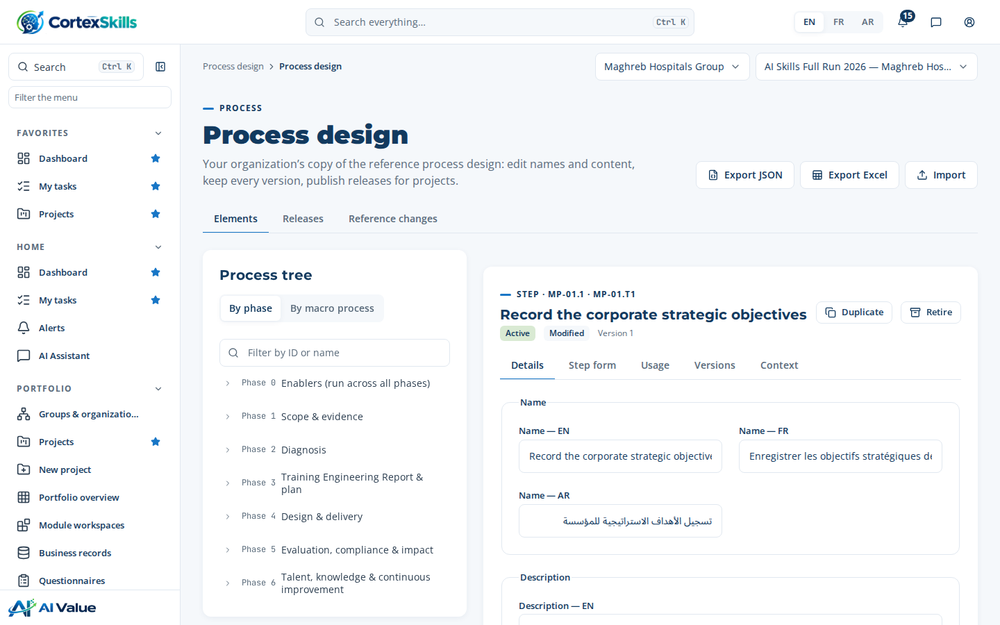 CortexSkills
Search everything...
Ctrl K
EN
FR
AR
15
Search
Ctrl K
Filter the menu
FAVORITES
Dashboard
My tasks
Projects
HOME
Dashboard
My tasks
Alerts
AI Assistant
PORTFOLIO
Groups & organizatio...
Projects
New project
Portfolio overview
Module workspaces
Business records
Questionnaires
AI AI Value
Process design > Process design
Maghreb Hospitals Group
AI Skills Full Run 2026 — Maghreb Hos...
PROCESS
Process design
Your organization’s copy of the reference process design: edit names and content,
keep every version, publish releases for projects.
Export JSON
Export Excel
Import
Elements
Releases
Reference changes
Process tree
By phase
By macro process
Filter by ID or name
Phase 0 Enablers (run across all phases)
Phase 1 Scope & evidence
Phase 2 Diagnosis
Phase 3 Training Engineering Report &
plan
Phase 4 Design & delivery
Phase 5 Evaluation, compliance & impact
Phase 6 Talent, knowledge & continuous
improvement
STEP · MP-01.1 · MP-01.T1
Record the corporate strategic objectives
Duplicate
Retire
Active
Modified
Version 1
Details
Step form
Usage
Versions
Context
Name
Name — EN
Name — FR
Record the corporate strategic objective
Enregistrer les objectifs stratégiques de
Name — AR
تسجيل الأهداف الاستراتيجية للمؤسسة
Description
Description — EN